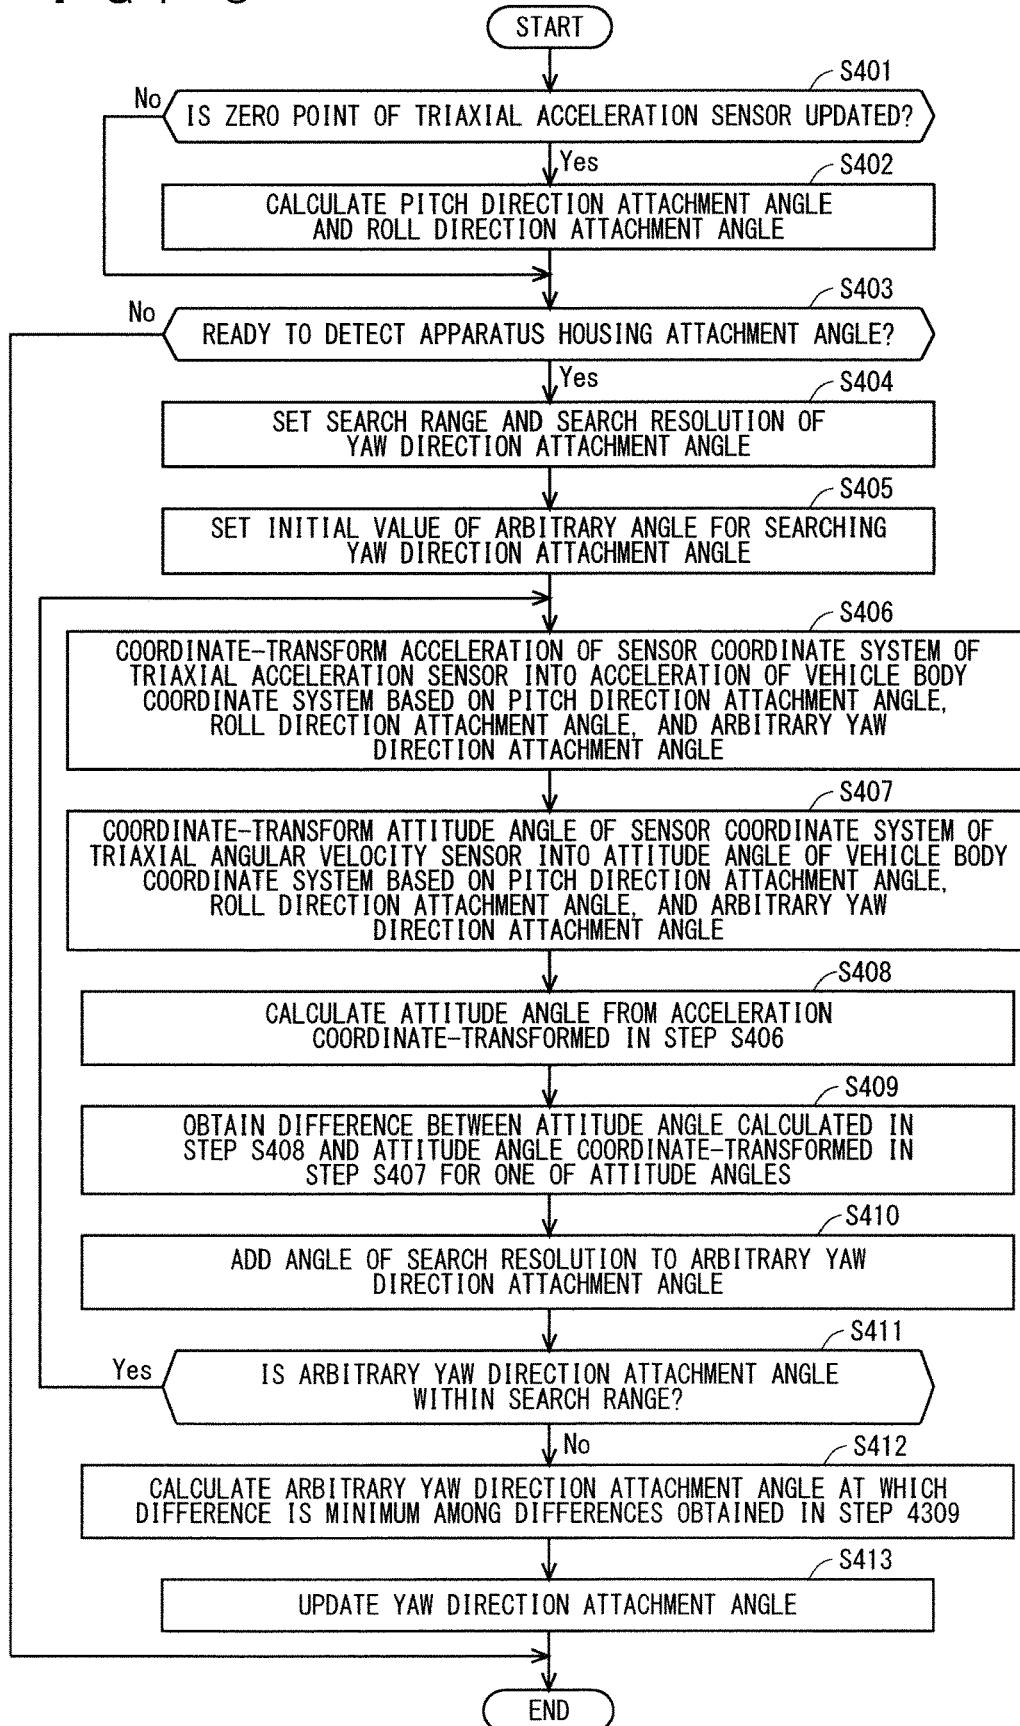 START
S401
No
IS ZERO POINT OF TRIAXIAL ACCELERATION SENSOR UPDATED?
Yes
S402
CALCULATE PITCH DIRECTION ATTACHMENT ANGLE
AND ROLL DIRECTION ATTACHMENT ANGLE
S403
No
READY TO DETECT APPARATUS HOUSING ATTACHMENT ANGLE?
Yes
S404
SET SEARCH RANGE AND SEARCH RESOLUTION OF
YAW DIRECTION ATTACHMENT ANGLE
S405
SET INITIAL VALUE OF ARBITRARY ANGLE FOR SEARCHING
YAW DIRECTION ATTACHMENT ANGLE
S406
COORDINATE-TRANSFORM ACCELERATION OF SENSOR COORDINATE SYSTEM OF
TRIAXIAL ACCELERATION SENSOR INTO ACCELERATION OF VEHICLE BODY
COORDINATE SYSTEM BASED ON PITCH DIRECTION ATTACHMENT ANGLE,
ROLL DIRECTION ATTACHMENT ANGLE, AND ARBITRARY YAW
DIRECTION ATTACHMENT ANGLE
S407
COORDINATE-TRANSFORM ATTITUDE ANGLE OF SENSOR COORDINATE SYSTEM OF
TRIAXIAL ANGULAR VELOCITY SENSOR INTO ATTITUDE ANGLE OF VEHICLE BODY
COORDINATE SYSTEM BASED ON PITCH DIRECTION ATTACHMENT ANGLE,
ROLL DIRECTION ATTACHMENT ANGLE, AND ARBITRARY YAW
DIRECTION ATTACHMENT ANGLE
S408
CALCULATE ATTITUDE ANGLE FROM ACCELERATION
COORDINATE-TRANSFORMED IN STEP S406
S409
OBTAIN DIFFERENCE BETWEEN ATTITUDE ANGLE CALCULATED IN
STEP S408 AND ATTITUDE ANGLE COORDINATE-TRANSFORMED IN
STEP S407 FOR ONE OF ATTITUDE ANGLES
S410
ADD ANGLE OF SEARCH RESOLUTION TO ARBITRARY YAW
DIRECTION ATTACHMENT ANGLE
S411
Yes
IS ARBITRARY YAW DIRECTION ATTACHMENT ANGLE
WITHIN SEARCH RANGE?
No
S412
CALCULATE ARBITRARY YAW DIRECTION ATTACHMENT ANGLE AT WHICH
DIFFERENCE IS MINIMUM AMONG DIFFERENCES OBTAINED IN STEP 4309
S413
UPDATE YAW DIRECTION ATTACHMENT ANGLE
END